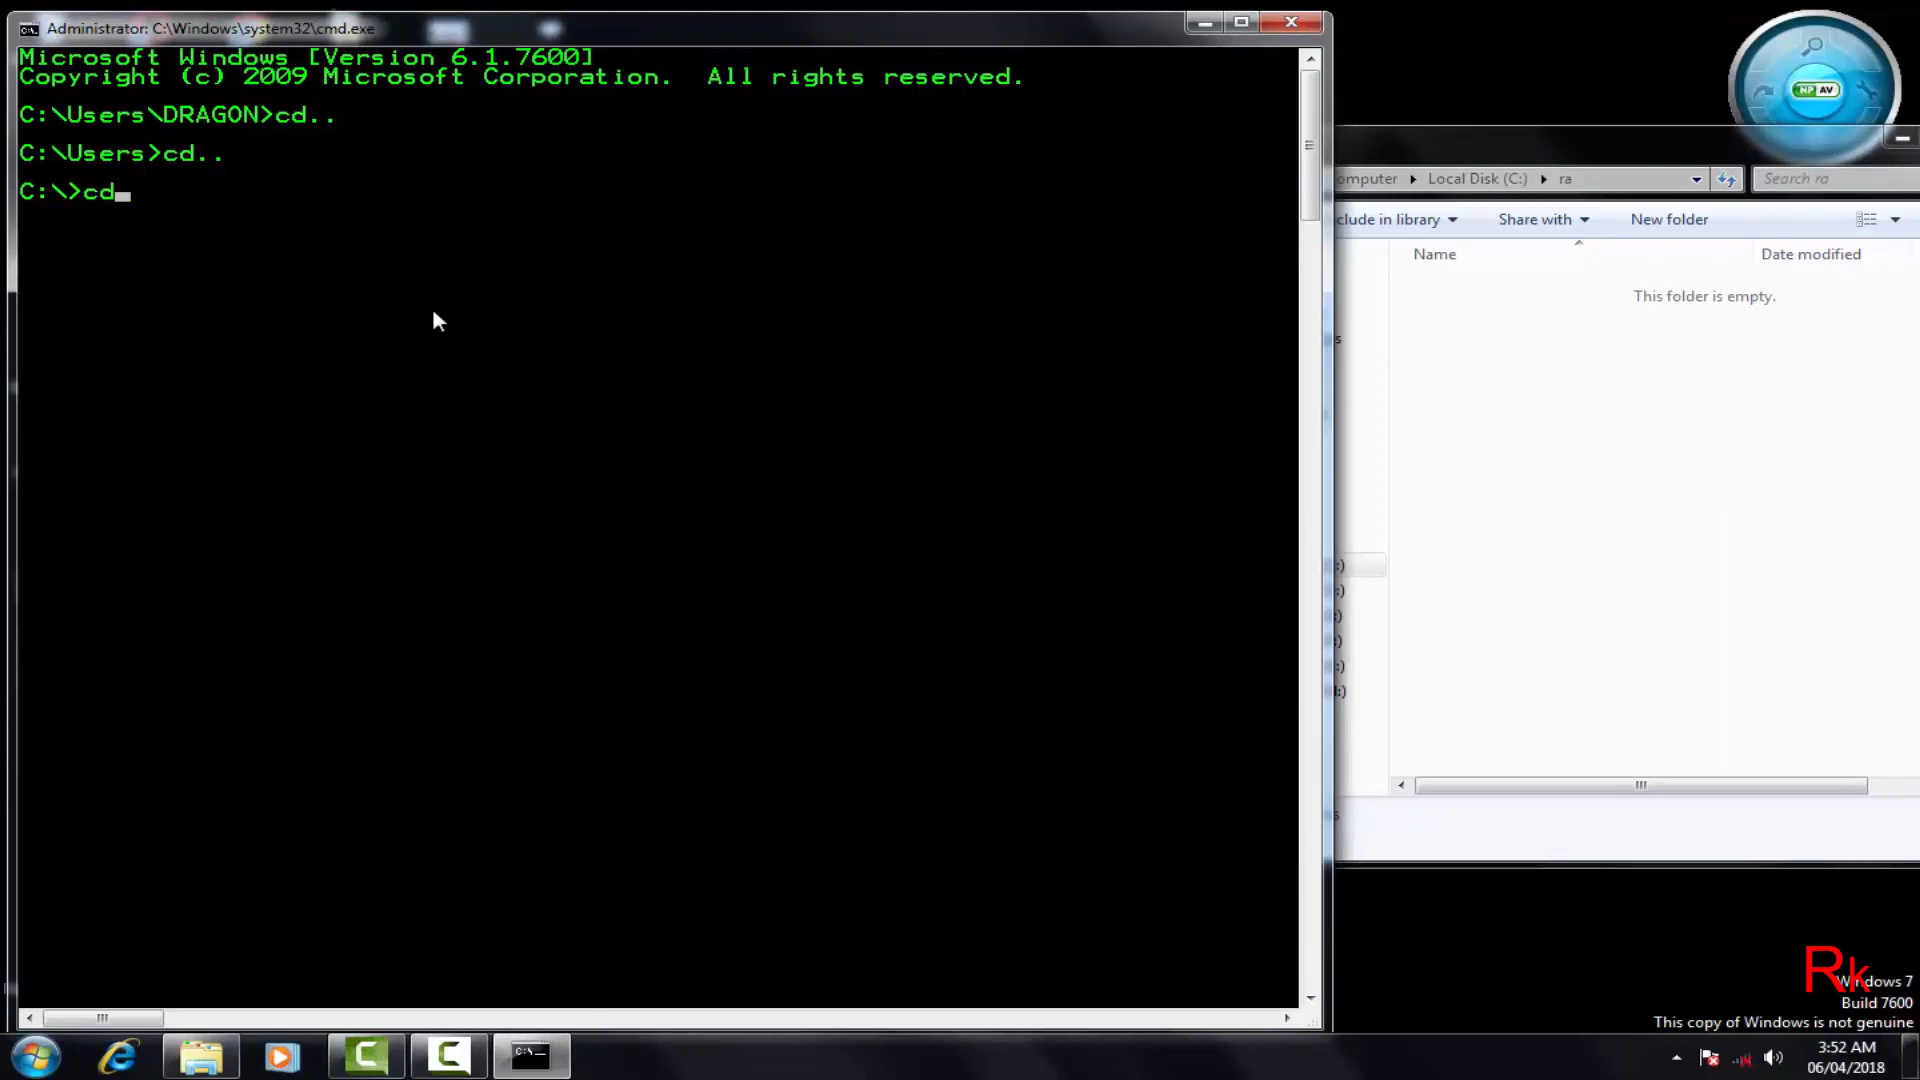 Administrator: C:\Windows\system32\cmd.exe
Microsoft Windows [Version 6.1.7600]
Copyright (c) 2009 Microsoft Corporation.  All rights reserved.
C:\Users\DRAGON>cd..
C:\Users>cd..
C:\>cd
NP AV
omputer
Local Disk (C:)
ra
Search ra
clude in library
Share with
New folder
Name
Date modified
This folder is empty.
s
:)
:)
:)
:)
:)
:)
s
Rk
Windows 7
Build 7600
This copy of Windows is not genuine
C:\_
3:52 AM
06/04/2018